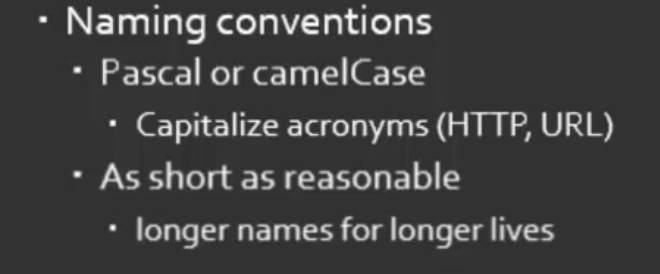 ▪ Naming conventions
▪ Pascal or camelCase
▪ Capitalize acronyms (HTTP, URL)
▪ As short as reasonable
▪ longer names for longer lives